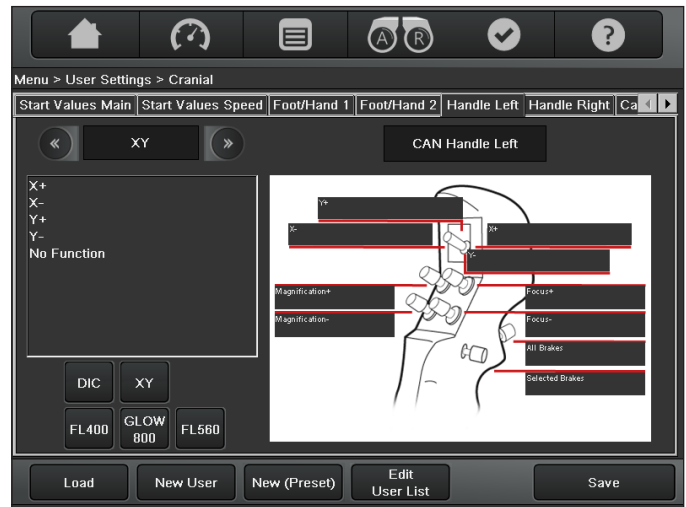 A R ?
Menu > User Settings > Cranial
Start Values Main Start Values Speed Foot/Hand 1 Foot/Hand 2 Handle Left Handle Right Ca
« XY » CAN Handle Left
X+
X-
Y+
Y-
No Function
DIC XY
FL400 GLOW 800 FL560
Y+
X- X+
Y-
Magnification+ Focus+
Magnification- Focus-
All Brakes
Selected Brakes
Load New User New (Preset) Edit User List Save